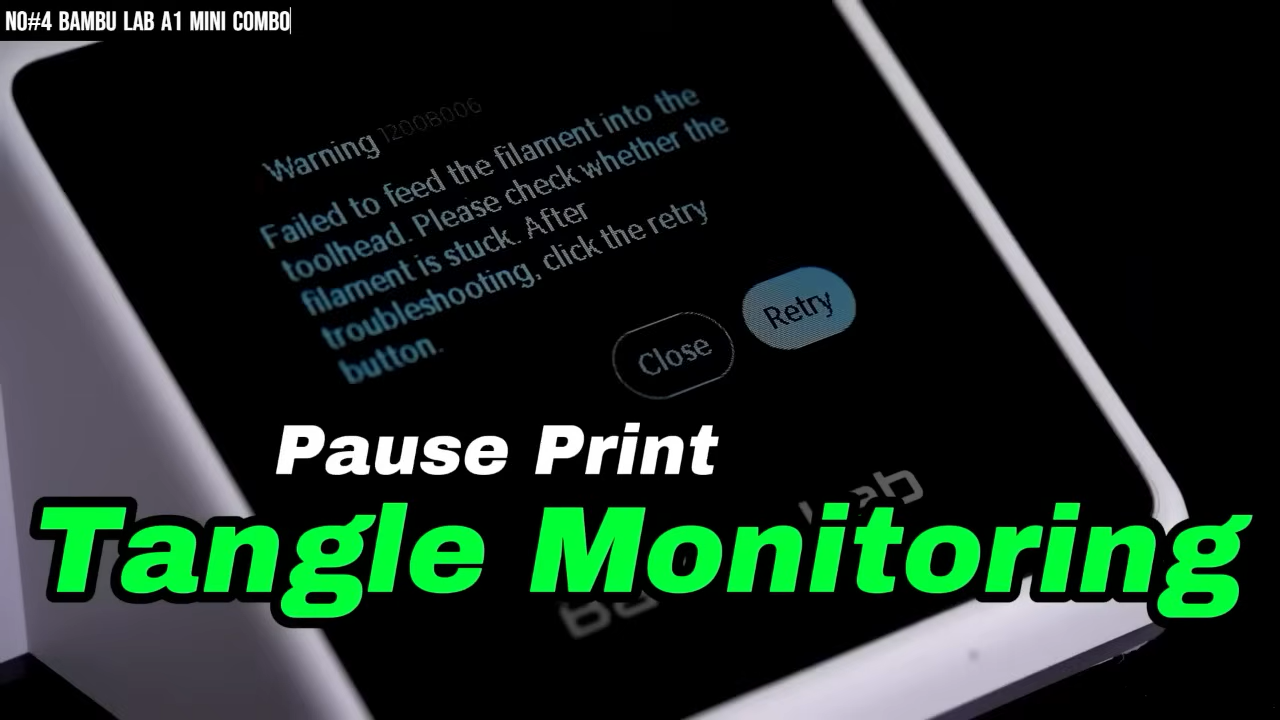 NO#4 BAMBU LAB A1 MINI COMBO
Warning 12008006
Failed to feed the filament into the
toolhead. Please check whether the
filament is stuck. After
troubleshooting, click the retry
button.
Close
Retry
Pause Print
Tangle Monitoring